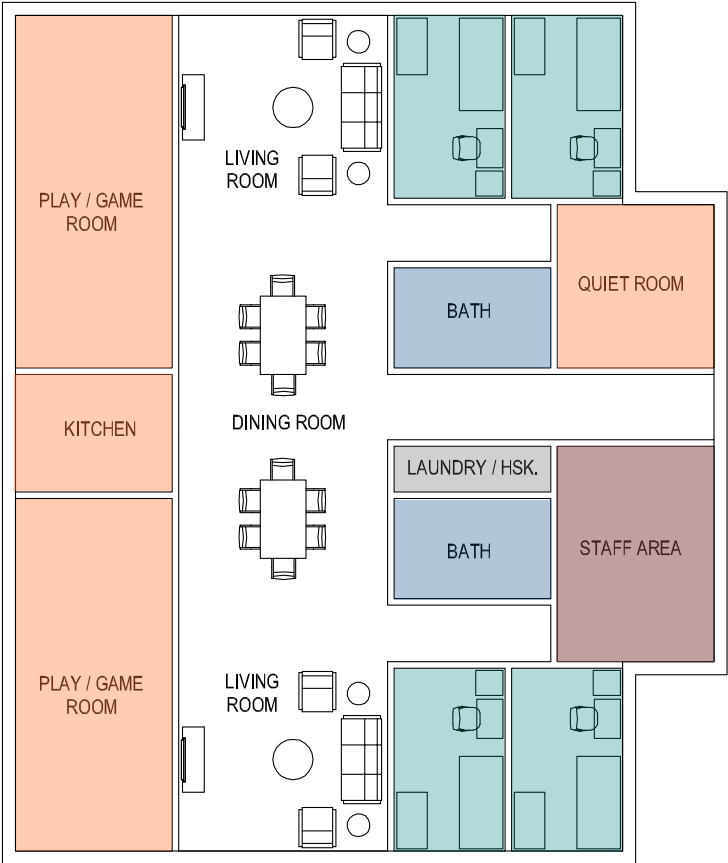 LIVING
ROOM
PLAY / GAME
ROOM
QUIET ROOM
BATH
DINING ROOM
KITCHEN
LAUNDRY / HSK.
BATH
STAFF AREA
LIVING
ROOM
PLAY / GAME
ROOM